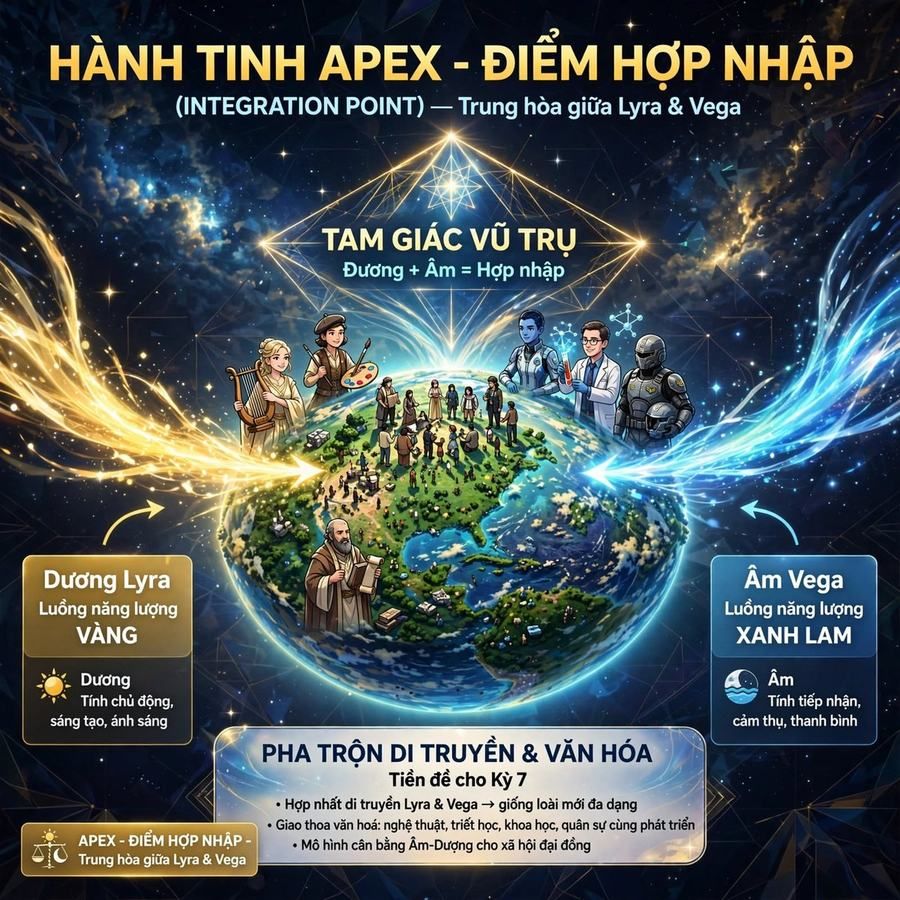 HÀNH TINH APEX - ĐIỂM HỢP NHẬP
(INTEGRATION POINT) — Trung hòa giữa Lyra & Vega
TAM GIÁC VŨ TRỤ
Đương + Âm = Hợp nhập
Dương Lyra
Luồng năng lượng
VÀNG
Dương
Tính chủ động,
sáng tạo, ánh sáng
Âm Vega
Luồng năng lượng
XANH LAM
Âm
Tính tiếp nhận,
cảm thụ, thanh bình
PHA TRỘN DI TRUYỀN & VĂN HÓA
Tiền đề cho Kỳ 7
• Hợp nhất di truyền Lyra & Vega → giống loài mới đa dạng
• Giao thoa văn hoá: nghệ thuật, triết học, khoa học, quân sự cùng phát triển
• Mô hình cân bằng Âm-Dượng cho xã hội đại đồng
APEX - ĐIỂM HỢP NHẬP -
Trung hòa giữa Lyra & Vega